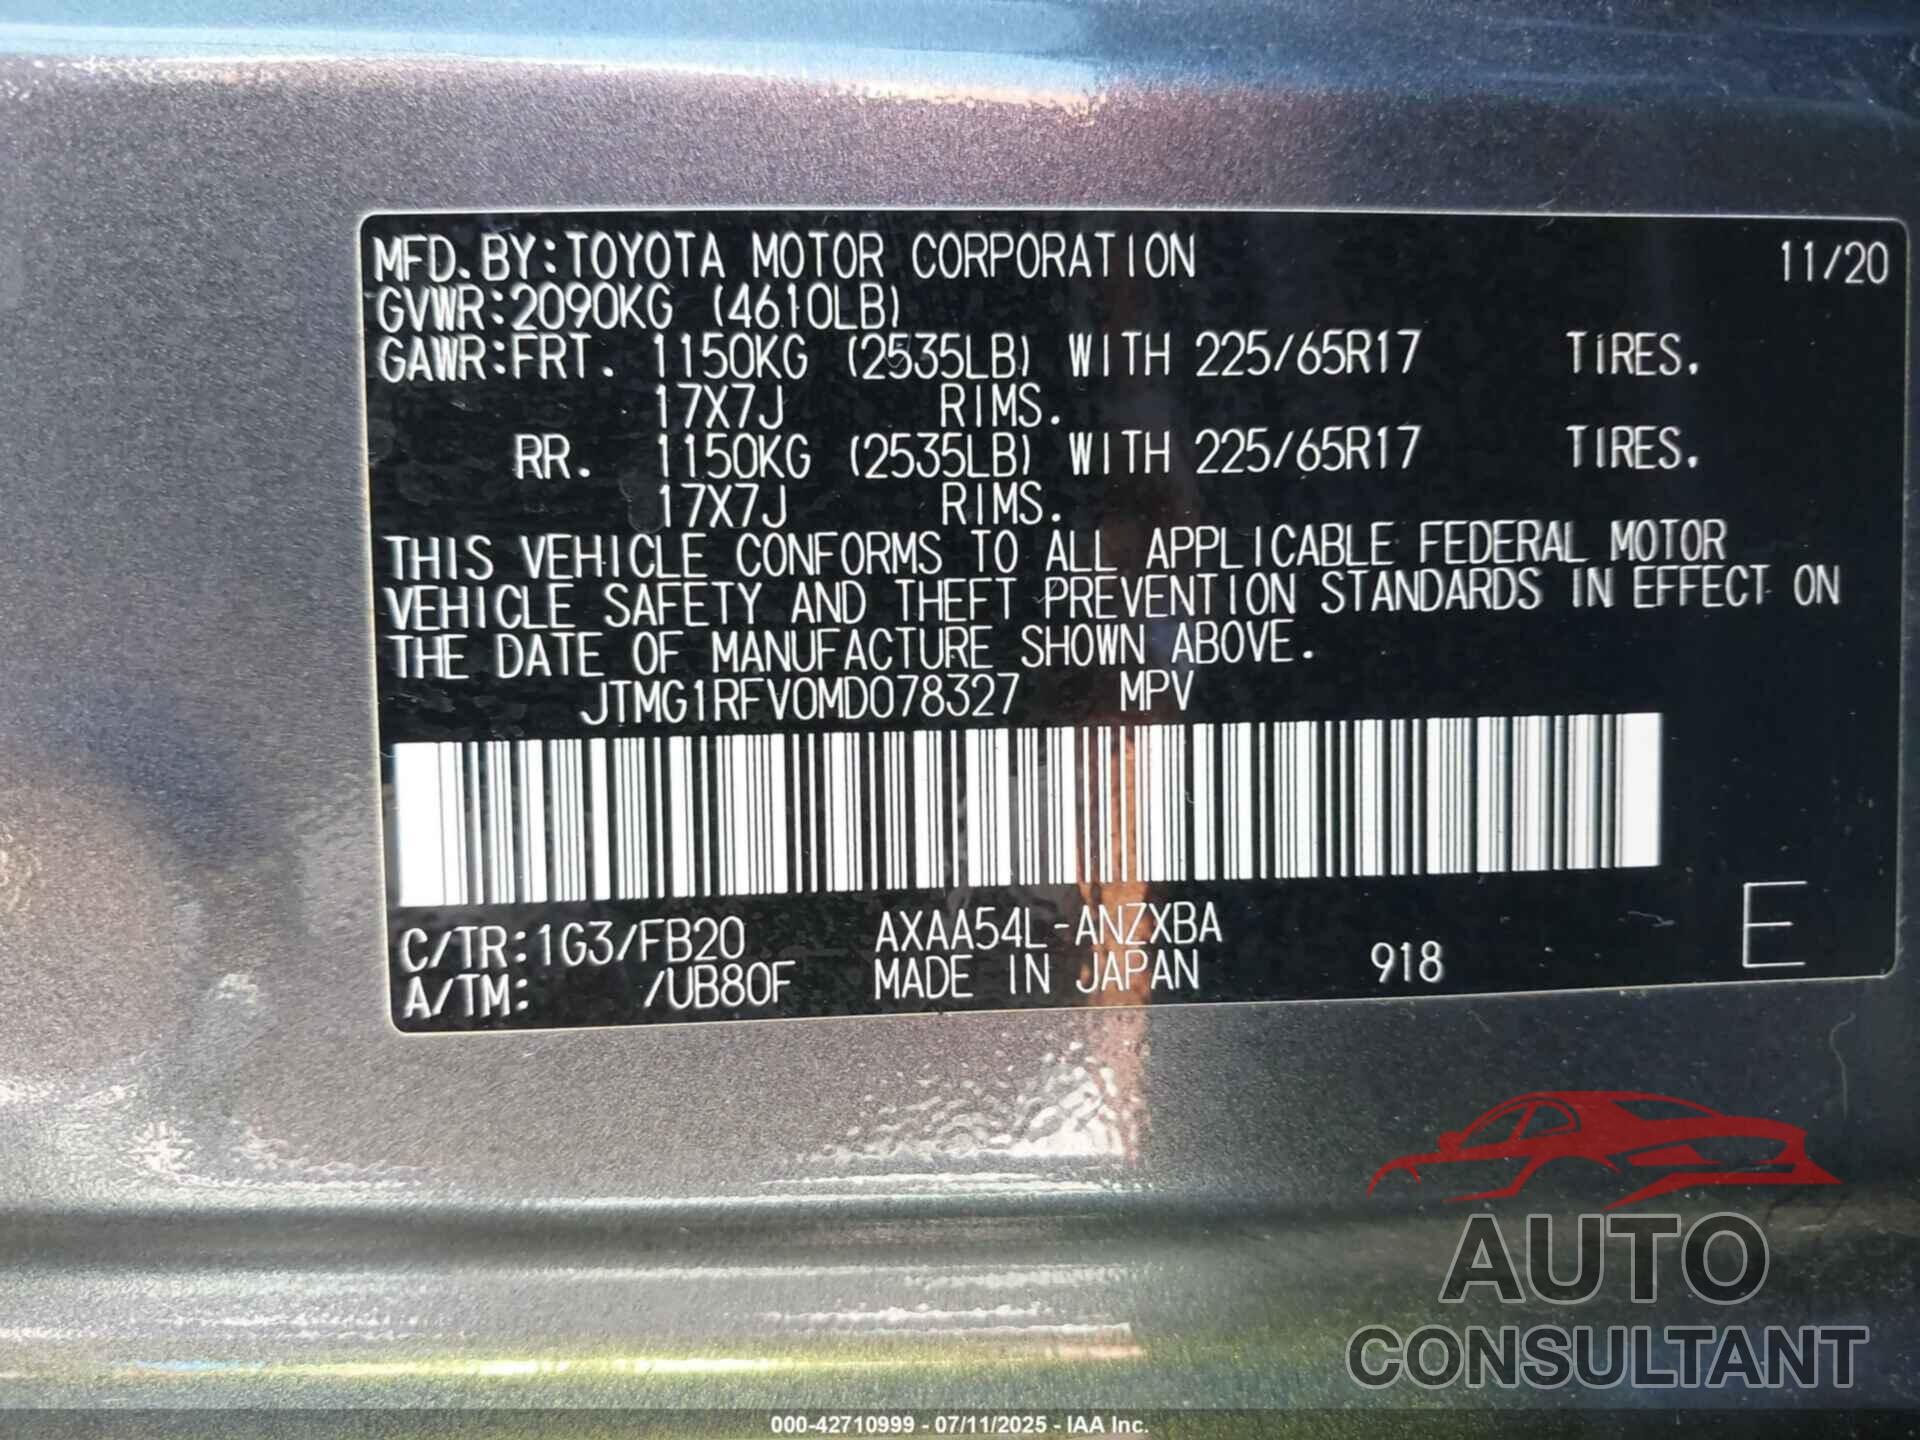 MFD. BY: TOYOTA MOTOR CORPORATION 11/20
GVWR: 2090KG (4610LB)
GAWR: FRT. 1150KG (2535LB) WITH 225/65R17 TIRES.
17X7J RIMS.
RR. 1150KG (2535LB) WITH 225/65R17 TIRES.
17X7J RIMS.
THIS VEHICLE CONFORMS TO ALL APPLICABLE FEDERAL MOTOR
VEHICLE SAFETY AND THEFT PREVENTION STANDARDS IN EFFECT ON
THE DATE OF MANUFACTURE SHOWN ABOVE.
JTMG1RFV0MD078327 MPV
C/TR: 1G3/FB20 AXAA54L-ANZXBA
A/TM: /UB80F MADE IN JAPAN 918 E
AUTO
CONSULTANT
000-42710999 - 07/11/2025 - IAA Inc.